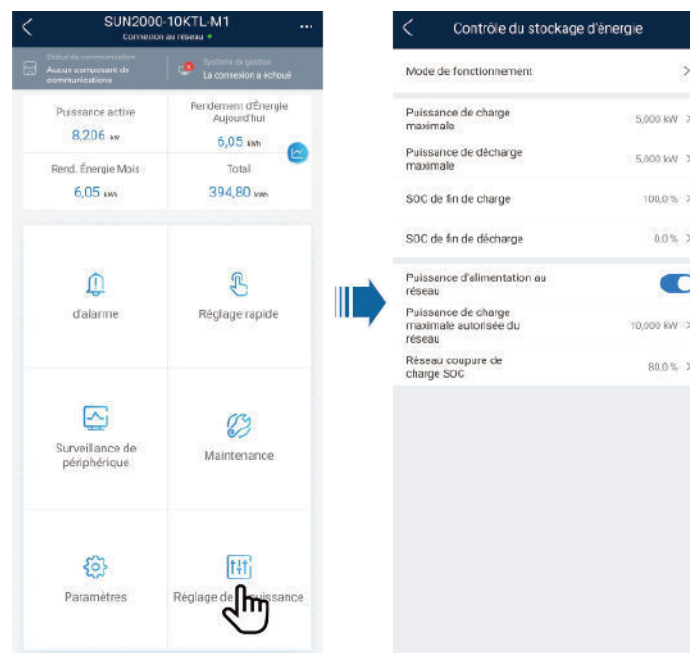 SUN2000-10KTL-M1
Connexion au réseau
Statut de communication
Aucun composant de
communications
Système de gestion
La connexion a échoué
Puissance active
8,206 kW
Rendement d'Énergie
Aujourd'hui
6,05 kWh
Rend. Énergie Mois
6,05 kWh
Total
394,80 kWh
d'alarme
Réglage rapide
Surveillance de
périphérique
Maintenance
Paramètres
Réglage de puissance
Contrôle du stockage d'énergie
Mode de fonctionnement
Puissance de charge
maximale
5,000 kW
Puissance de décharge
maximale
5,000 kW
SOC de fin de charge
100,0 %
SOC de fin de décharge
0,0 %
Puissance d'alimentation au
réseau
Puissance de charge
maximale autorisée du
réseau
10,000 kW
Réseau coupure de
charge SOC
80,0 %